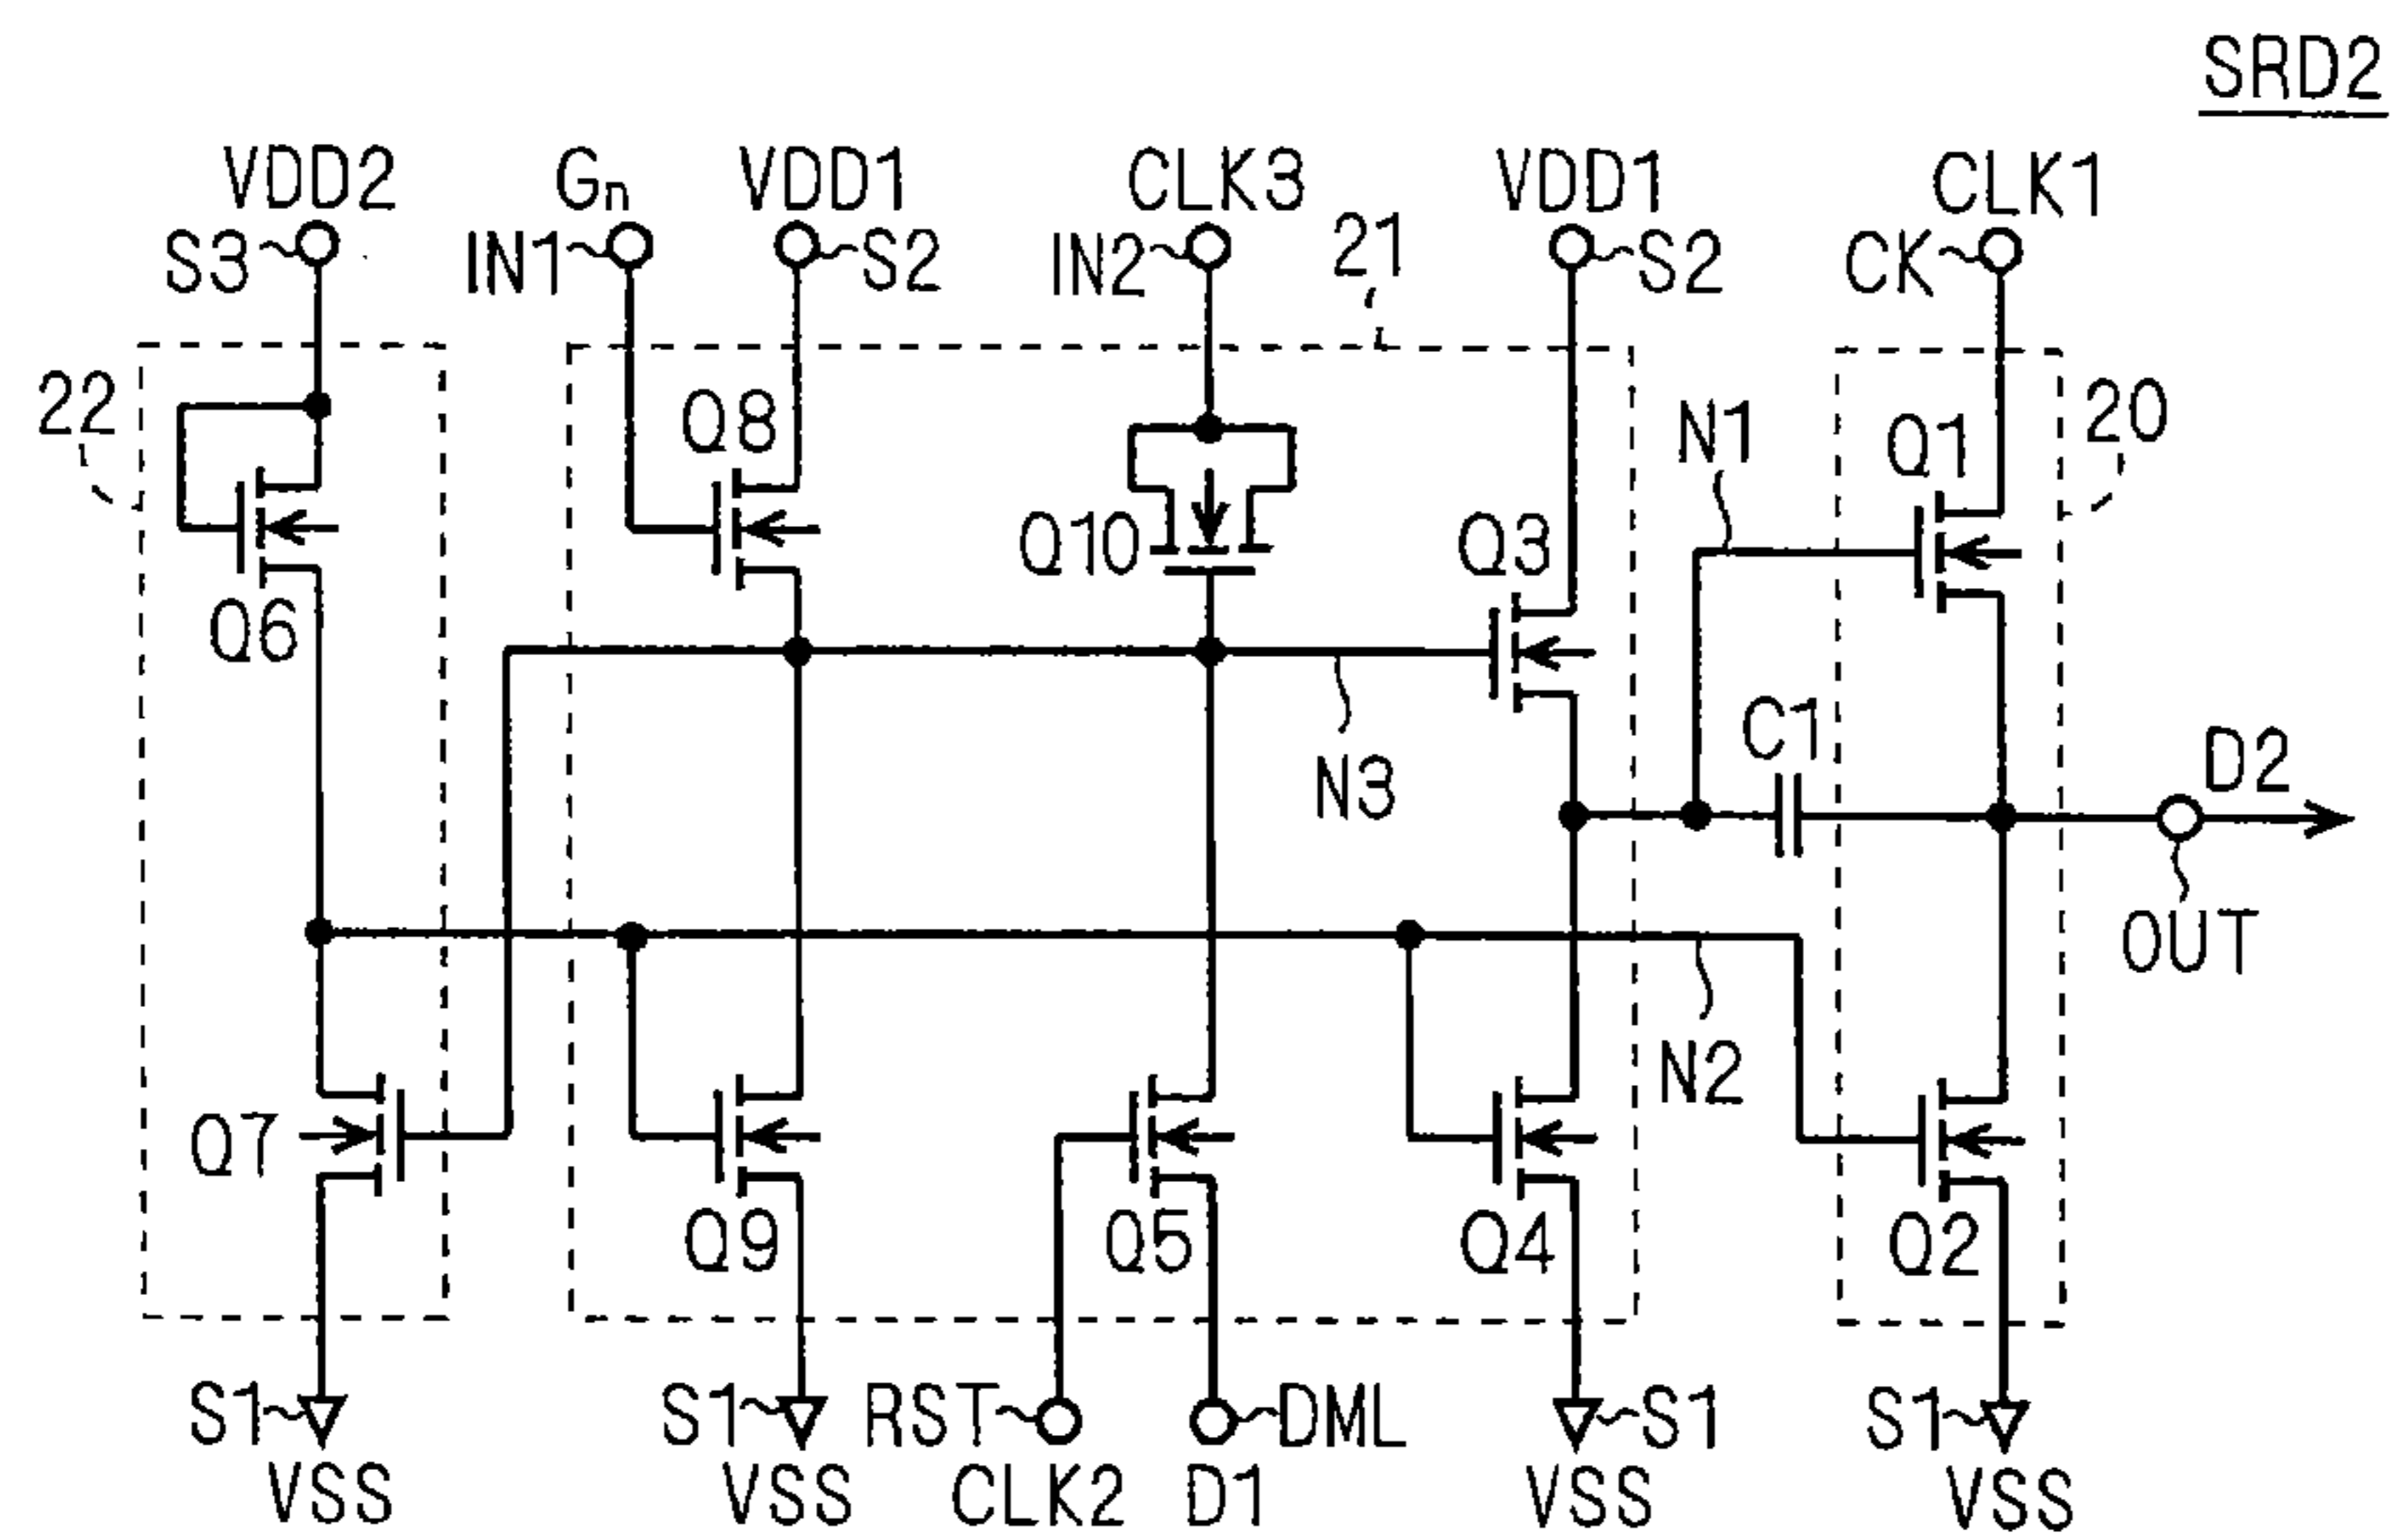 SRD2
VDD2 Gn VDD1 CLK3 VDD1 CLK1
S3 IN1 S2 IN2 21 S2 CK
22 Q8 N1 Q1 20
Q10 Q3
Q6
C1
N3 D2
OUT
N2
Q7
Q9 Q5 Q4 Q2
S1 S1 RST DML S1 S1
VSS VSS CLK2 D1 VSS VSS